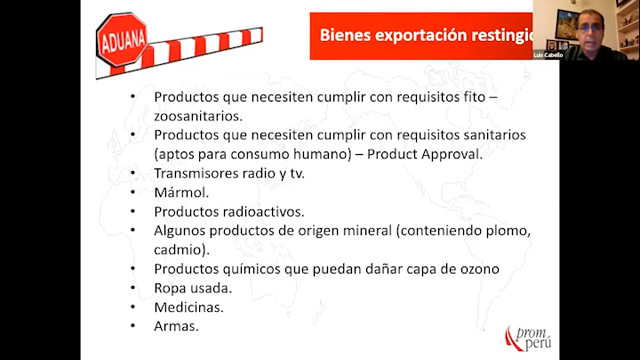 ADUANA
Bienes exportación restingi
Luis Cabello
• Productos que necesiten cumplir con requisitos fito –
zoosanitarios.
• Productos que necesiten cumplir con requisitos sanitarios
(aptos para consumo humano) – Product Approval.
• Transmisores radio y tv.
• Mármol.
• Productos radioactivos.
• Algunos productos de origen mineral (conteniendo plomo,
cadmio).
• Productos químicos que puedan dañar capa de ozono
• Ropa usada.
• Medicinas.
• Armas.
prom
perú